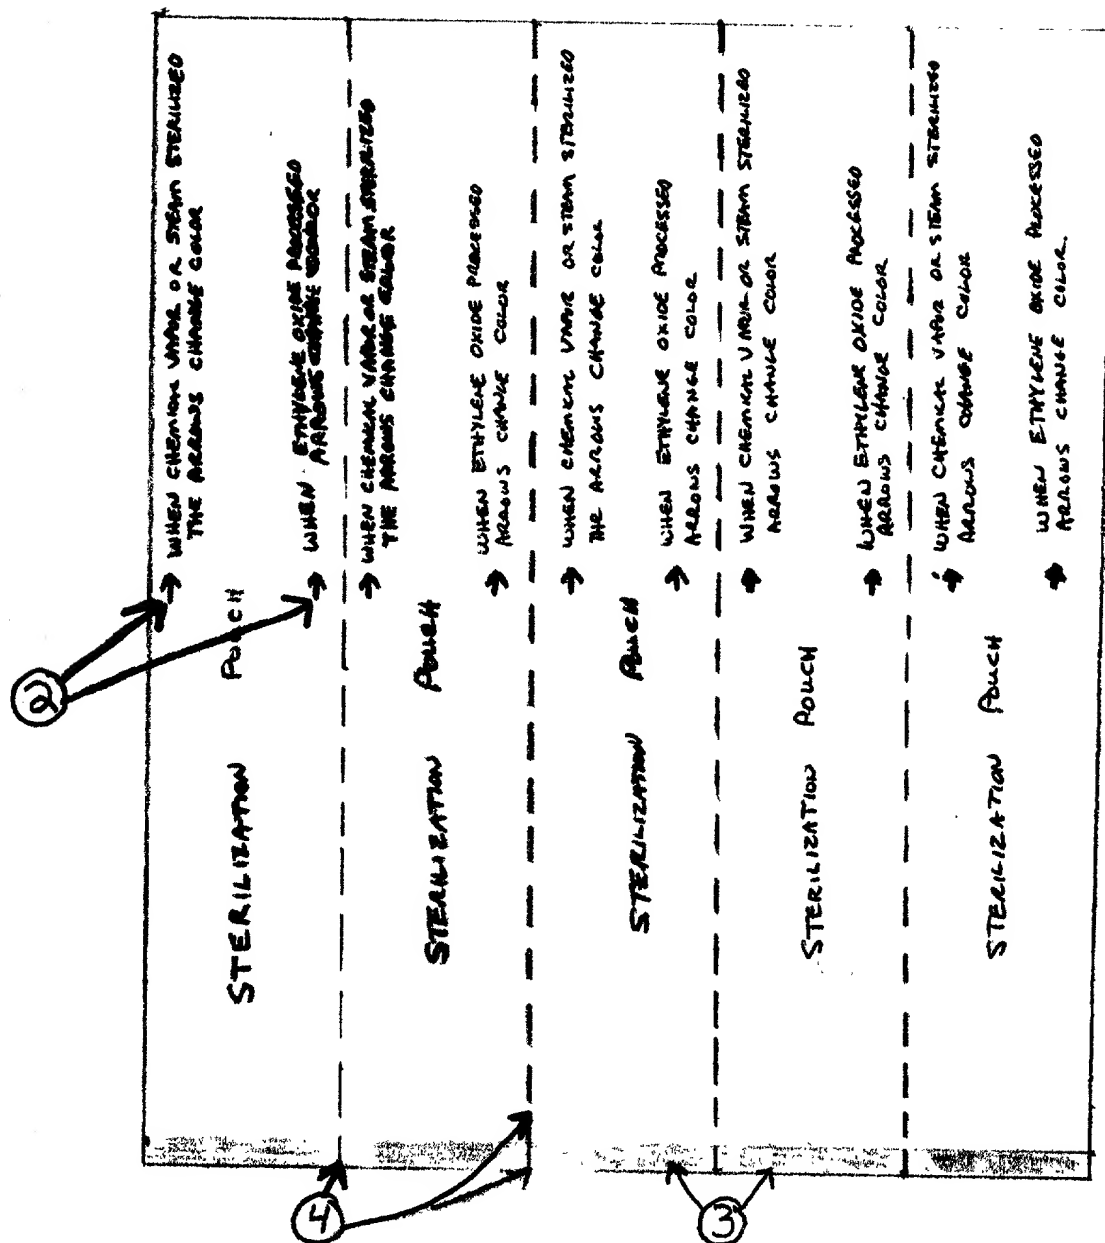 → WHEN CHEMICAL VAPOR OR STEAM STERILIZED
THE ARROWS CHANGE COLOR
→ WHEN ETHYLENE OXIDE PROCESSED
ARROWS CHANGE COLOR
STERILIZATION POUCH
→ WHEN CHEMICAL VAPOR OR STEAM STERILIZED
THE ARROWS CHANGE COLOR
→ WHEN ETHYLENE OXIDE PROCESSED
ARROWS CHANGE COLOR
STERILIZATION POUCH
→ WHEN CHEMICAL VAPOR OR STEAM STERILIZED
THE ARROWS CHANGE COLOR
→ WHEN ETHYLENE OXIDE PROCESSED
ARROWS CHANGE COLOR
STERILIZATION POUCH
→ WHEN CHEMICAL VAPOR OR STEAM STERILIZED
ARROWS CHANGE COLOR
→ WHEN ETHYLENE OXIDE PROCESSED
ARROWS CHANGE COLOR
STERILIZATION POUCH
→ WHEN CHEMICAL VAPOR OR STEAM STERILIZED
ARROWS CHANGE COLOR
→ WHEN ETHYLENE OXIDE PROCESSED
ARROWS CHANGE COLOR.
STERILIZATION POUCH
2
4
3